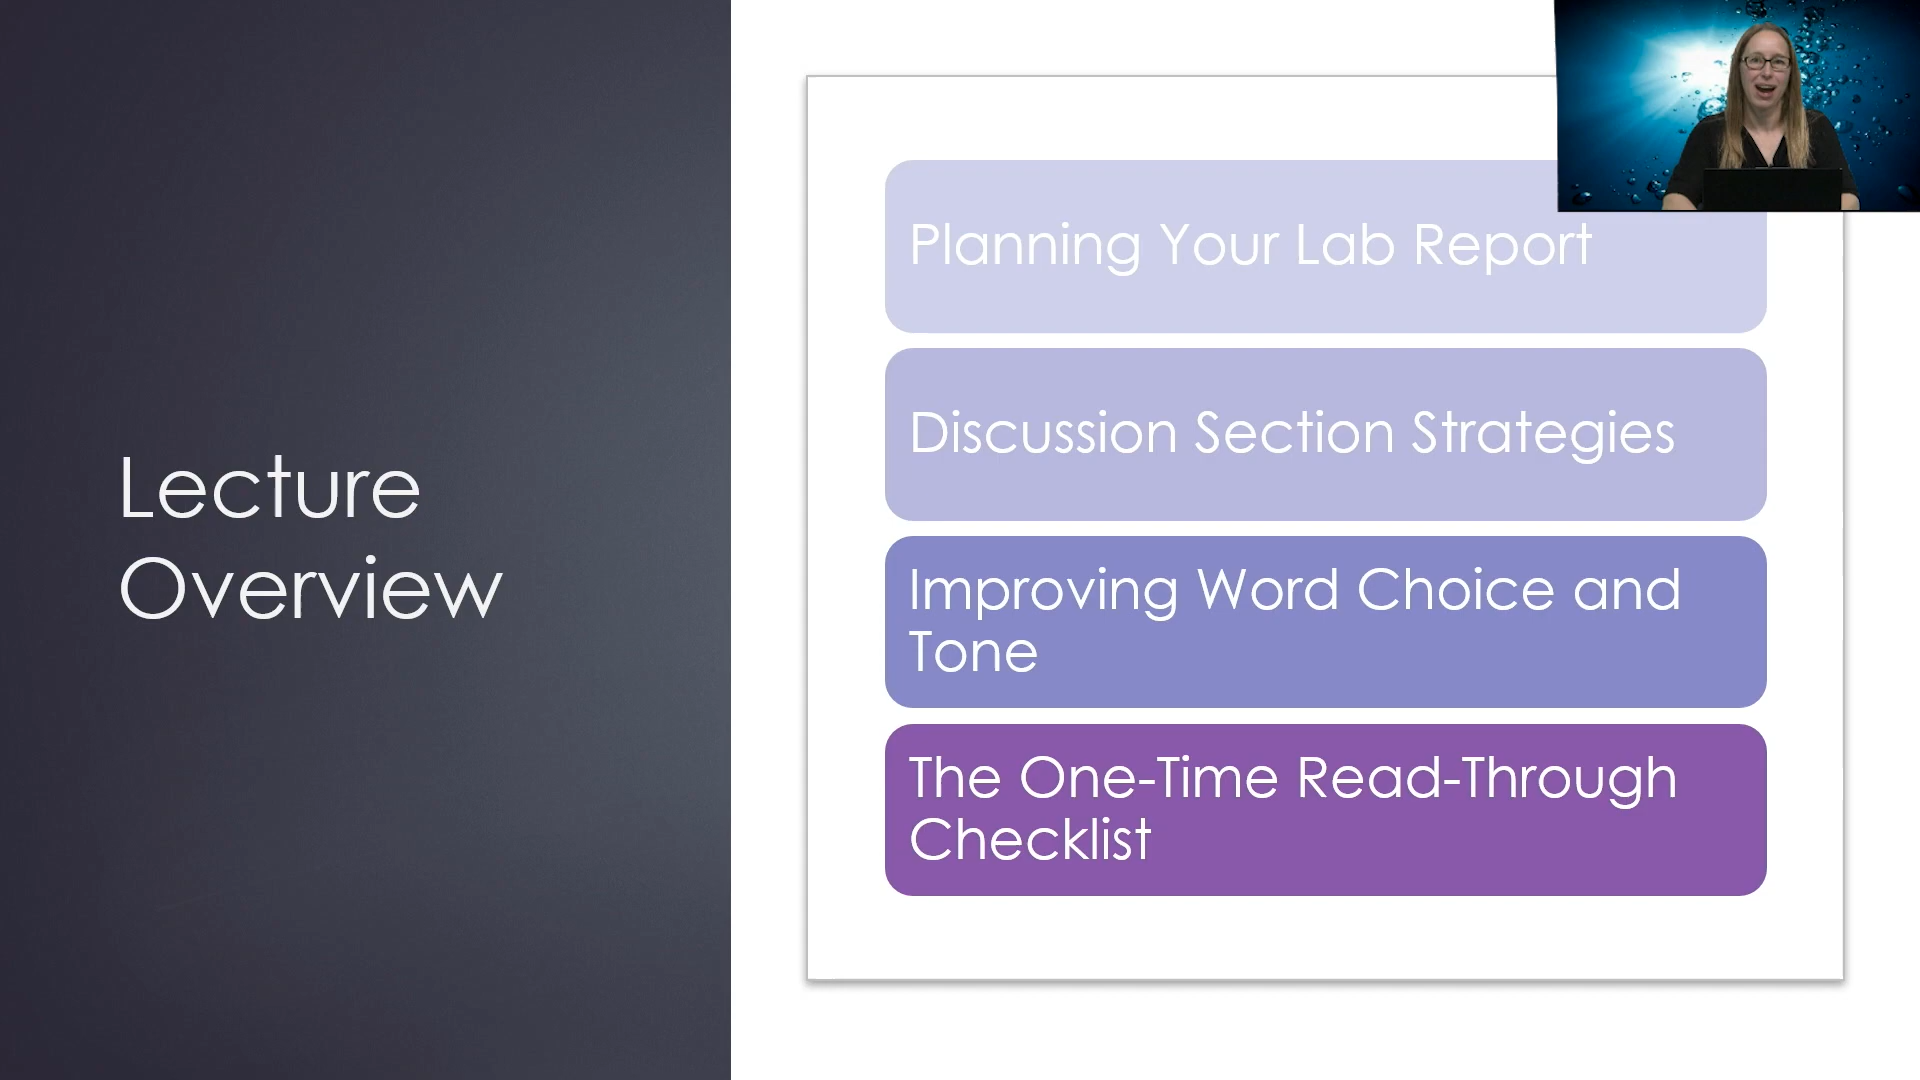 Lecture
Overview
Planning Your Lab Report
Discussion Section Strategies
Improving Word Choice and
Tone
The One-Time Read-Through
Checklist